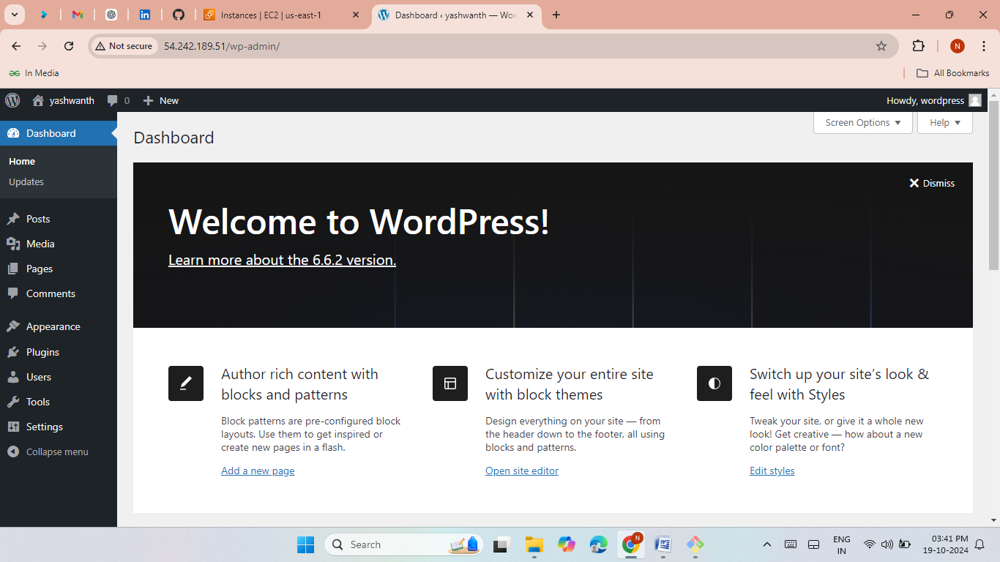 Instances | EC2 | us-east-1
Dashboard ‹ yashwanth — Wor
Not secure
54.242.189.51/wp-admin/
N
In Media
All Bookmarks
yashwanth
0
New
Howdy, wordpress
Dashboard
Home
Updates
Posts
Media
Pages
Comments
Appearance
Plugins
Users
Tools
Settings
Collapse menu
Screen Options
Help
Dashboard
Dismiss
Welcome to WordPress!
Learn more about the 6.6.2 version.
Author rich content with
blocks and patterns
Block patterns are pre-configured block
layouts. Use them to get inspired or
create new pages in a flash.
Add a new page
Customize your entire site
with block themes
Design everything on your site — from
the header down to the footer, all using
blocks and patterns.
Open site editor
Switch up your site’s look &
feel with Styles
Tweak your site, or give it a whole new
look! Get creative — how about a new
color palette or font?
Edit styles
Search
N
ENG
IN
03:41 PM
19-10-2024